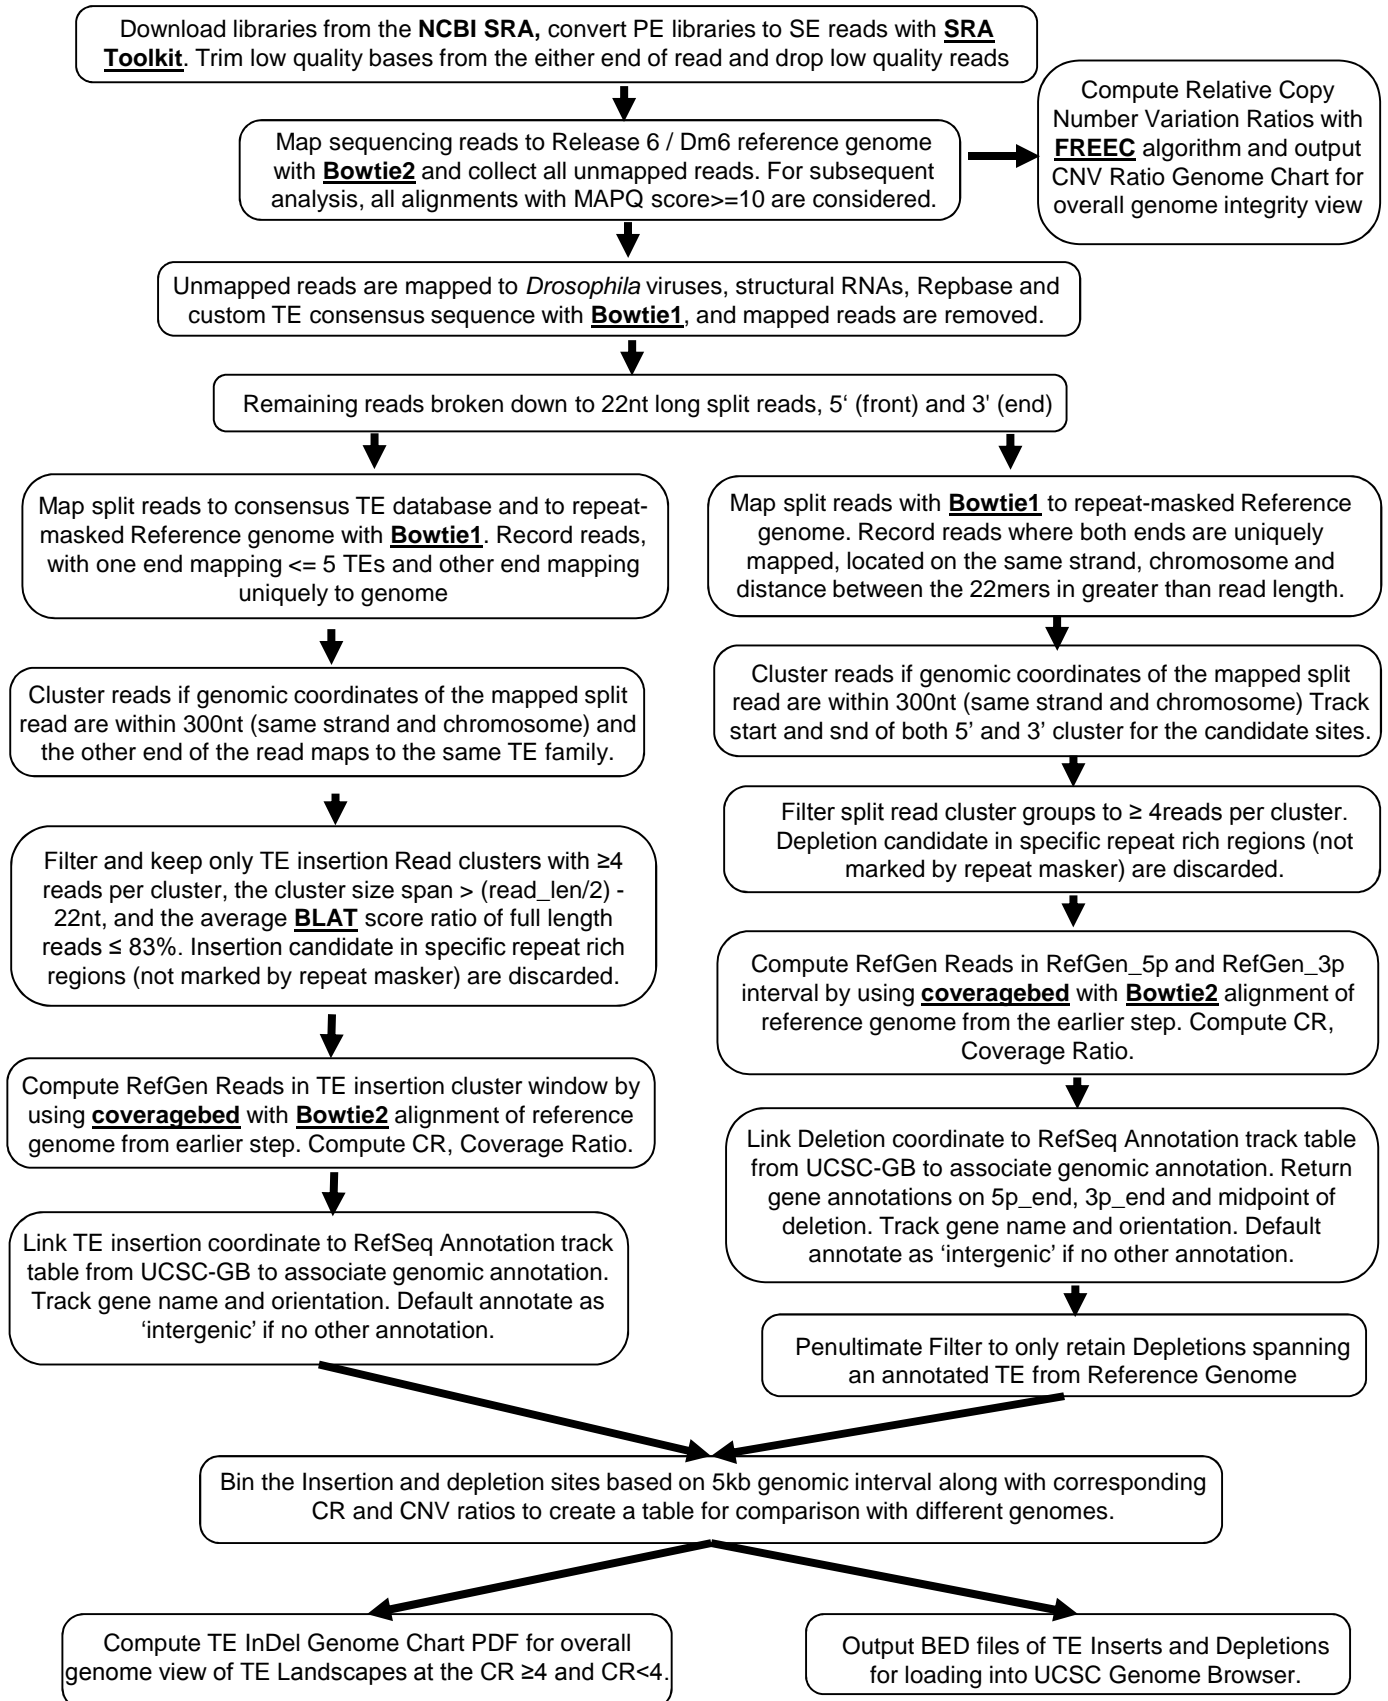 Download libraries from the NCBI SRA, convert PE libraries to SE reads with SRA
Toolkit. Trim low quality bases from the either end of read and drop low quality reads
Compute Relative Copy
Number Variation Ratios with
FREEC algorithm and output
CNV Ratio Genome Chart for
overall genome integrity view
Map sequencing reads to Release 6 / Dm6 reference genome
with Bowtie2 and collect all unmapped reads. For subsequent
analysis, all alignments with MAPQ score>=10 are considered.
Unmapped reads are mapped to Drosophila viruses, structural RNAs, Repbase and
custom TE consensus sequence with Bowtie1, and mapped reads are removed.
Remaining reads broken down to 22nt long split reads, 5‘ (front) and 3’ (end)
Map split reads to consensus TE database and to repeat-
masked Reference genome with Bowtie1. Record reads,
with one end mapping <= 5 TEs and other end mapping
uniquely to genome
Cluster reads if genomic coordinates of the mapped split
read are within 300nt (same strand and chromosome) and
the other end of the read maps to the same TE family.
Filter and keep only TE insertion Read clusters with ≥4
reads per cluster, the cluster size span > (read_len/2) -
22nt, and the average BLAT score ratio of full length
reads ≤ 83%. Insertion candidate in specific repeat rich
regions (not marked by repeat masker) are discarded.
Compute RefGen Reads in TE insertion cluster window by
using coveragebed with Bowtie2 alignment of reference
genome from earlier step. Compute CR, Coverage Ratio.
Link TE insertion coordinate to RefSeq Annotation track
table from UCSC-GB to associate genomic annotation.
Track gene name and orientation. Default annotate as
‘intergenic’ if no other annotation.
Map split reads with Bowtie1 to repeat-masked Reference
genome. Record reads where both ends are uniquely
mapped, located on the same strand, chromosome and
distance between the 22mers in greater than read length.
Cluster reads if genomic coordinates of the mapped split
read are within 300nt (same strand and chromosome) Track
start and snd of both 5’ and 3’ cluster for the candidate sites.
Filter split read cluster groups to ≥ 4reads per cluster.
Depletion candidate in specific repeat rich regions (not
marked by repeat masker) are discarded.
Compute RefGen Reads in RefGen_5p and RefGen_3p
interval by using coveragebed with Bowtie2 alignment of
reference genome from the earlier step. Compute CR,
Coverage Ratio.
Link Deletion coordinate to RefSeq Annotation track table
from UCSC-GB to associate genomic annotation. Return
gene annotations on 5p_end, 3p_end and midpoint of
deletion. Track gene name and orientation. Default
annotate as ‘intergenic’ if no other annotation.
Penultimate Filter to only retain Depletions spanning
an annotated TE from Reference Genome
Bin the Insertion and depletion sites based on 5kb genomic interval along with corresponding
CR and CNV ratios to create a table for comparison with different genomes.
Compute TE InDel Genome Chart PDF for overall
genome view of TE Landscapes at the CR ≥4 and CR<4.
Output BED files of TE Inserts and Depletions
for loading into UCSC Genome Browser.